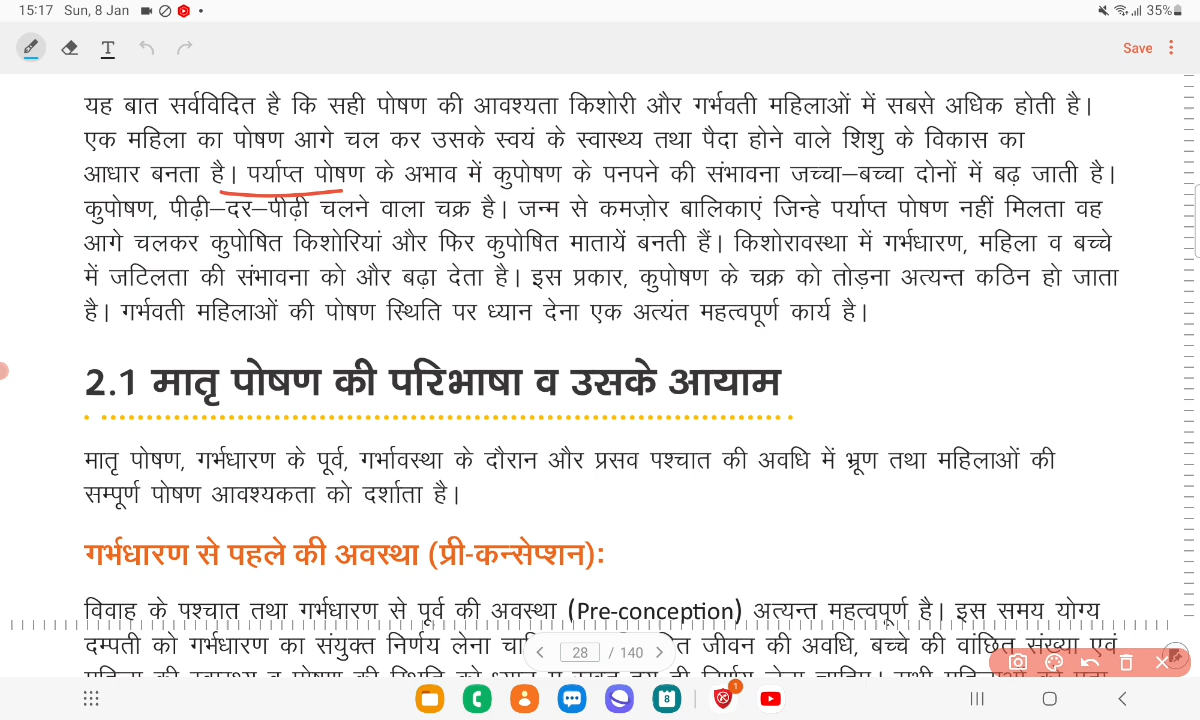 15:17 Sun, 8 Jan 35%
T Save
यह बात सर्वविदित है कि सही पोषण की आवश्यता किशोरी और गर्भवती महिलाओं में सबसे अधिक होती है।
एक महिला का पोषण आगे चल कर उसके स्वयं के स्वास्थ्य तथा पैदा होने वाले शिशु के विकास का
आधार बनता है। पर्याप्त पोषण के अभाव में कुपोषण के पनपने की संभावना जच्चा–बच्चा दोनों में बढ़ जाती है।
कुपोषण, पीढ़ी–दर–पीढ़ी चलने वाला चक्र है। जन्म से कमज़ोर बालिकाएं जिन्हे पर्याप्त पोषण नहीं मिलता वह
आगे चलकर कुपोषित किशोरियां और फिर कुपोषित मातायें बनती हैं। किशोरावस्था में गर्भधारण, महिला व बच्चे
में जटिलता की संभावना को और बढ़ा देता है। इस प्रकार, कुपोषण के चक्र को तोड़ना अत्यन्त कठिन हो जाता
है। गर्भवती महिलाओं की पोषण स्थिति पर ध्यान देना एक अत्यंत महत्वपूर्ण कार्य है।
2.1 मातृ पोषण की परिभाषा व उसके आयाम
मातृ पोषण, गर्भधारण के पूर्व, गर्भावस्था के दौरान और प्रसव पश्चात की अवधि में भ्रूण तथा महिलाओं की
सम्पूर्ण पोषण आवश्यकता को दर्शाता है।
गर्भधारण से पहले की अवस्था (प्री-कन्सेप्शन):
विवाह के पश्चात तथा गर्भधारण से पूर्व की अवस्था (Pre-conception) अत्यन्त महत्वपूर्ण है। इस समय योग्य
दम्पती को गर्भधारण का संयुक्त निर्णय लेना जीवन की अवधि, बच्चे की वांछित संख्या एवं
28 / 140
8 1